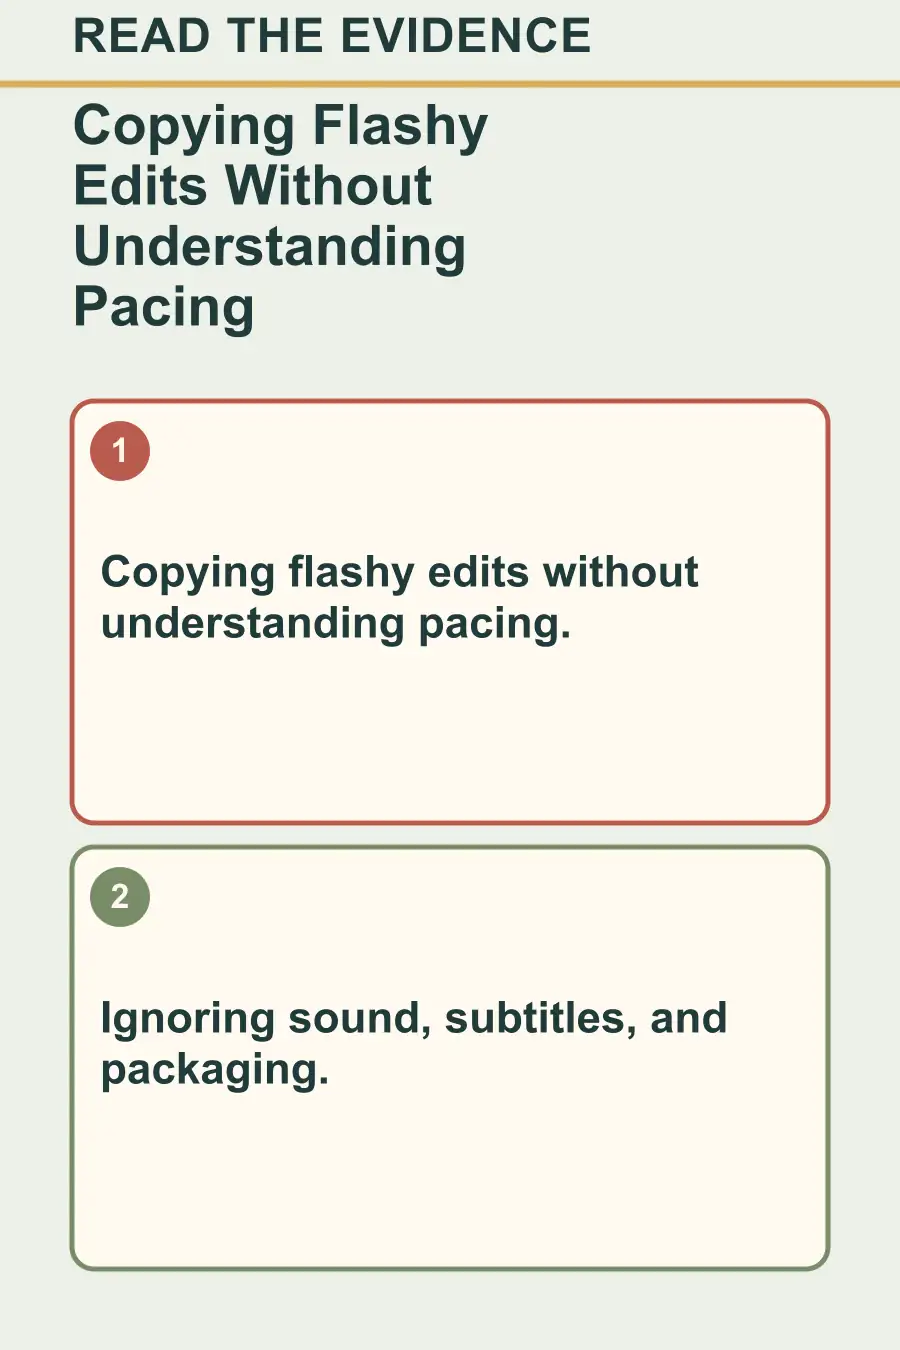 READ THE EVIDENCE
Copying Flashy
Edits Without
Understanding
Pacing
1
Copying flashy edits without
understanding pacing.
2
Ignoring sound, subtitles, and
packaging.